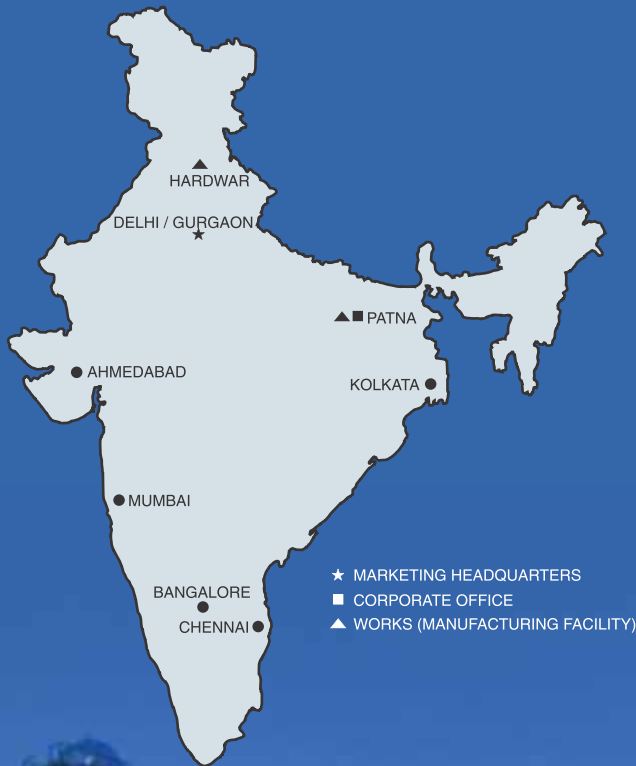 HARDWAR
DELHI / GURGAON
PATNA
AHMEDABAD
KOLKATA
MUMBAI
BANGALORE
CHENNAI
MARKETING HEADQUARTERS
CORPORATE OFFICE
WORKS (MANUFACTURING FACILITY)